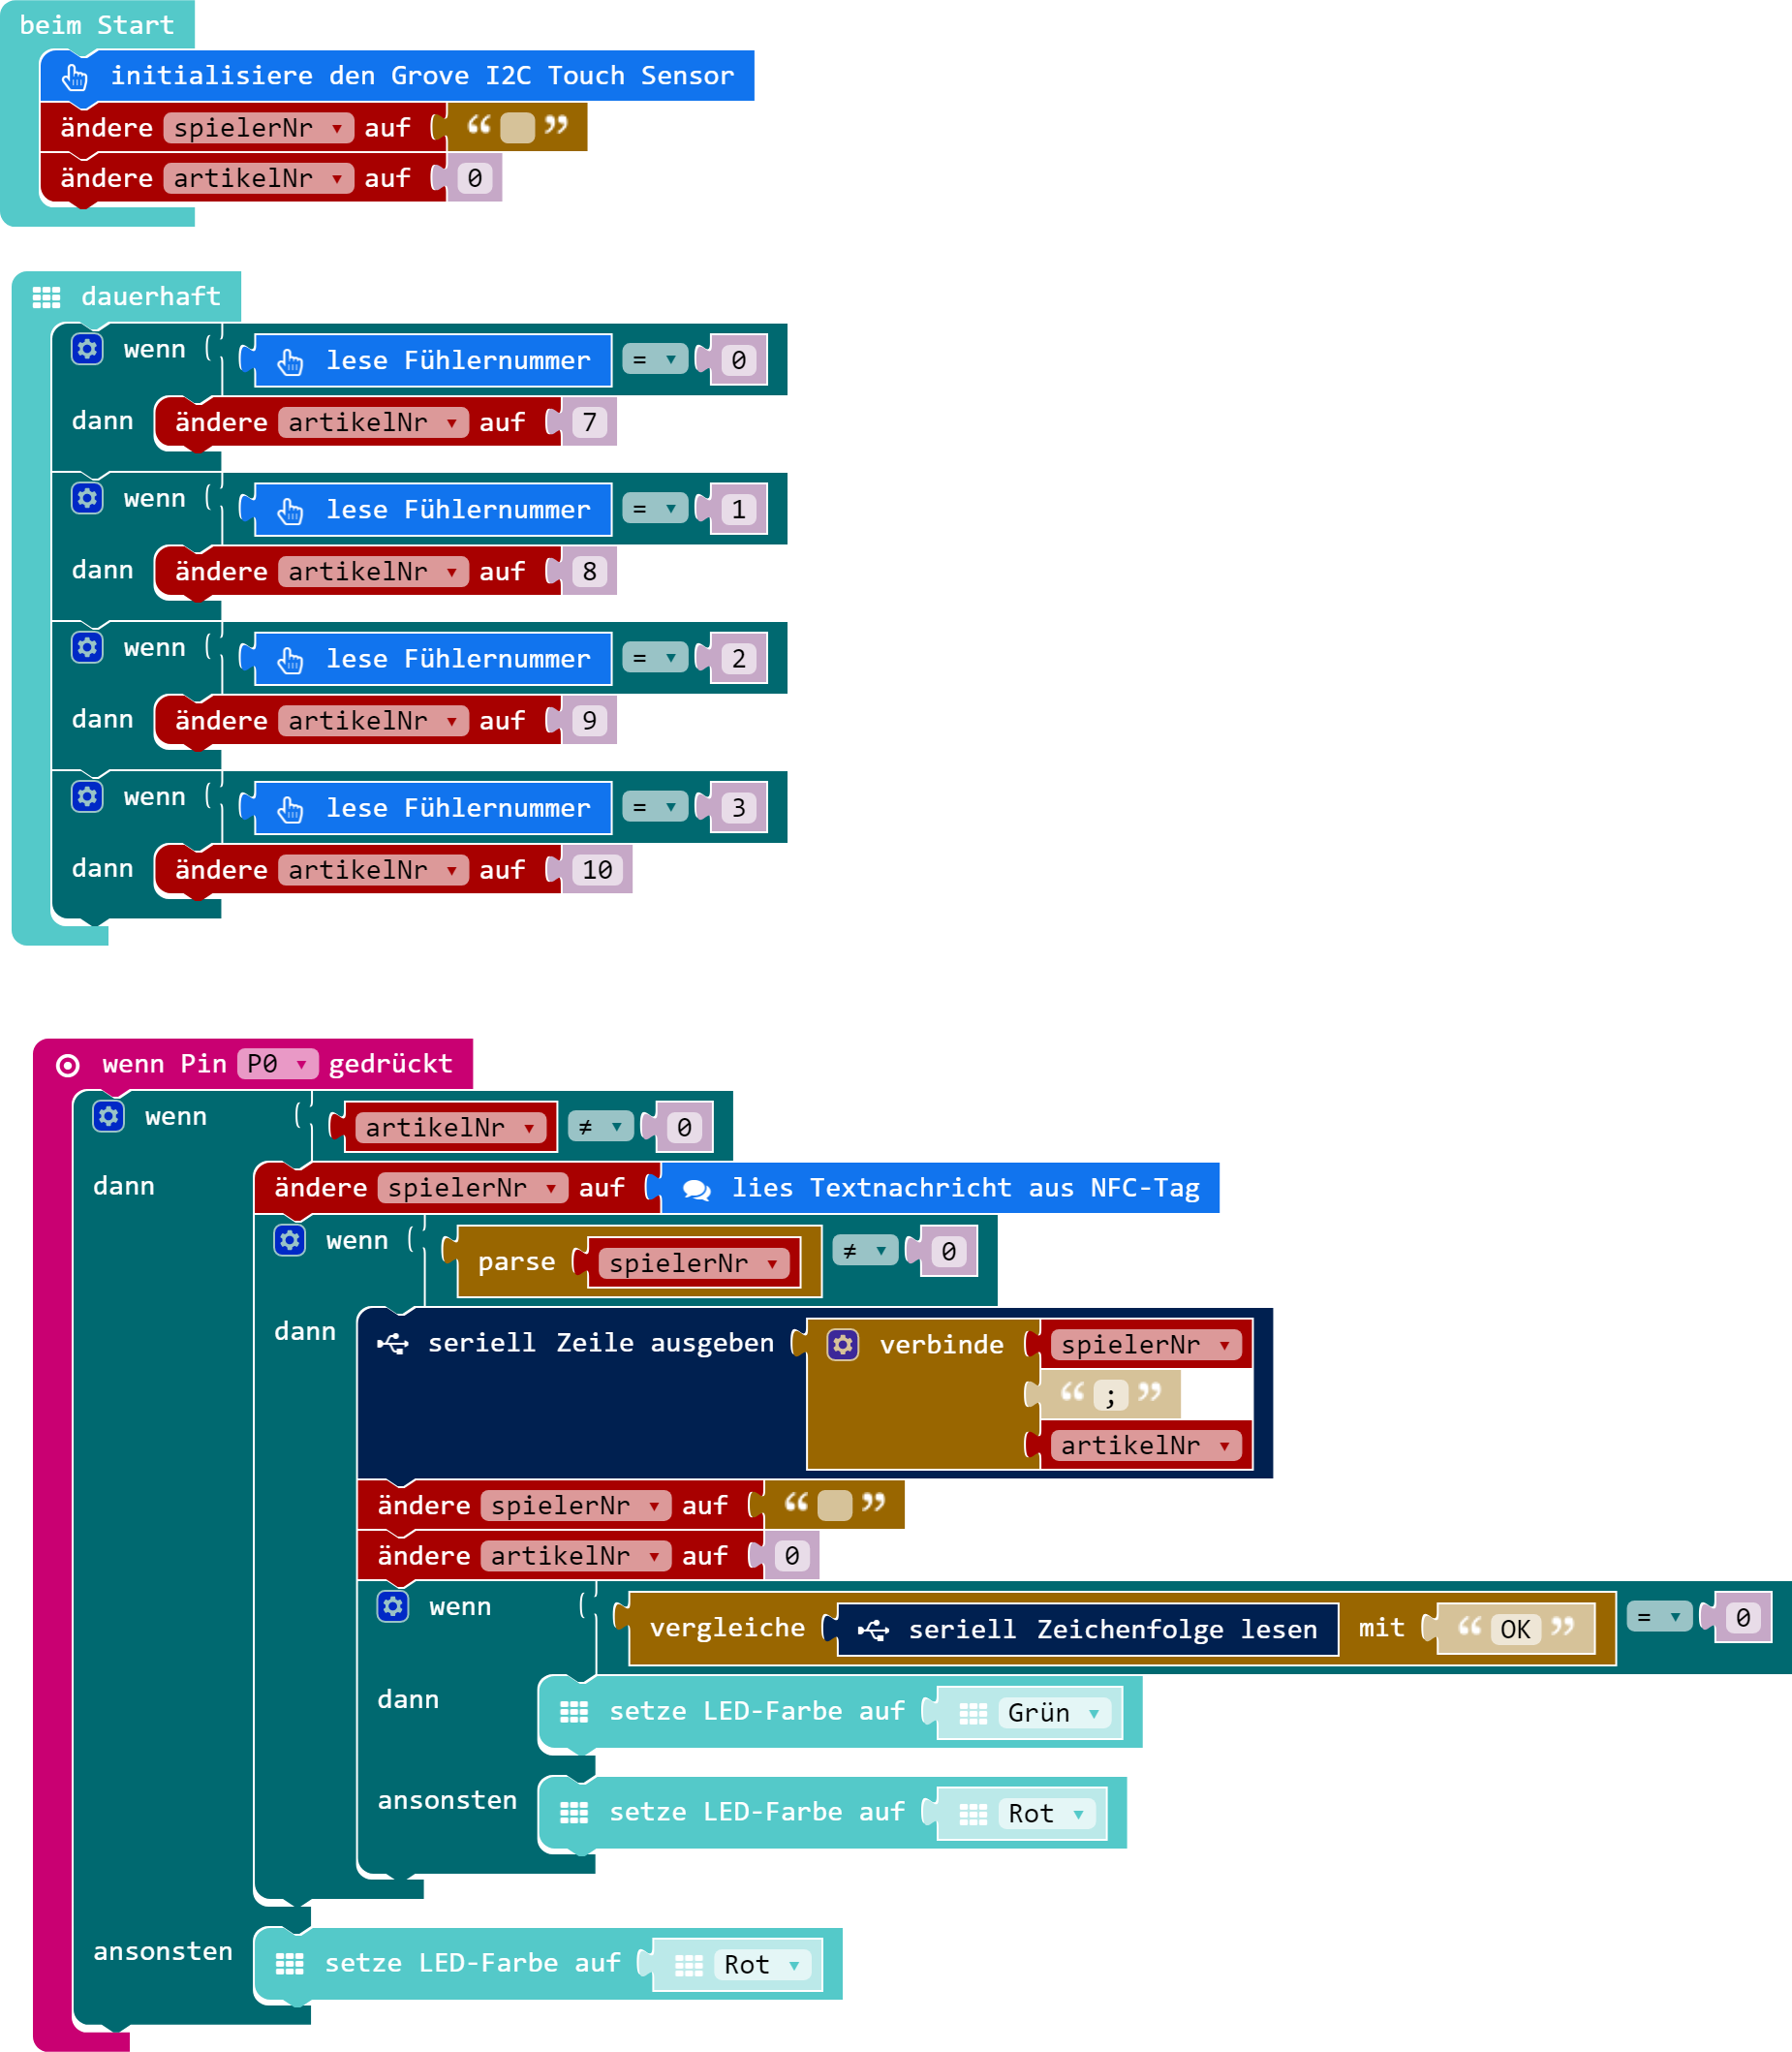 beim Start
initialisiere den Grove I2C Touch Sensor
ändere spielerNr auf “ ”
ändere artikelNr auf 0
dauerhaft
wenn lese Fühlernummer = 0
dann ändere artikelNr auf 7
wenn lese Fühlernummer = 1
dann ändere artikelNr auf 8
wenn lese Fühlernummer = 2
dann ändere artikelNr auf 9
wenn lese Fühlernummer = 3
dann ändere artikelNr auf 10
wenn Pin P0 gedrückt
wenn artikelNr ≠ 0
dann ändere spielerNr auf lies Textnachricht aus NFC-Tag
wenn parse spielerNr ≠ 0
dann seriell Zeile ausgeben verbinde spielerNr
“ ; ”
artikelNr
ändere spielerNr auf “ ”
ändere artikelNr auf 0
wenn vergleiche seriell Zeichenfolge lesen mit “ OK ” = 0
dann setze LED-Farbe auf Grün
ansonsten setze LED-Farbe auf Rot
ansonsten setze LED-Farbe auf Rot